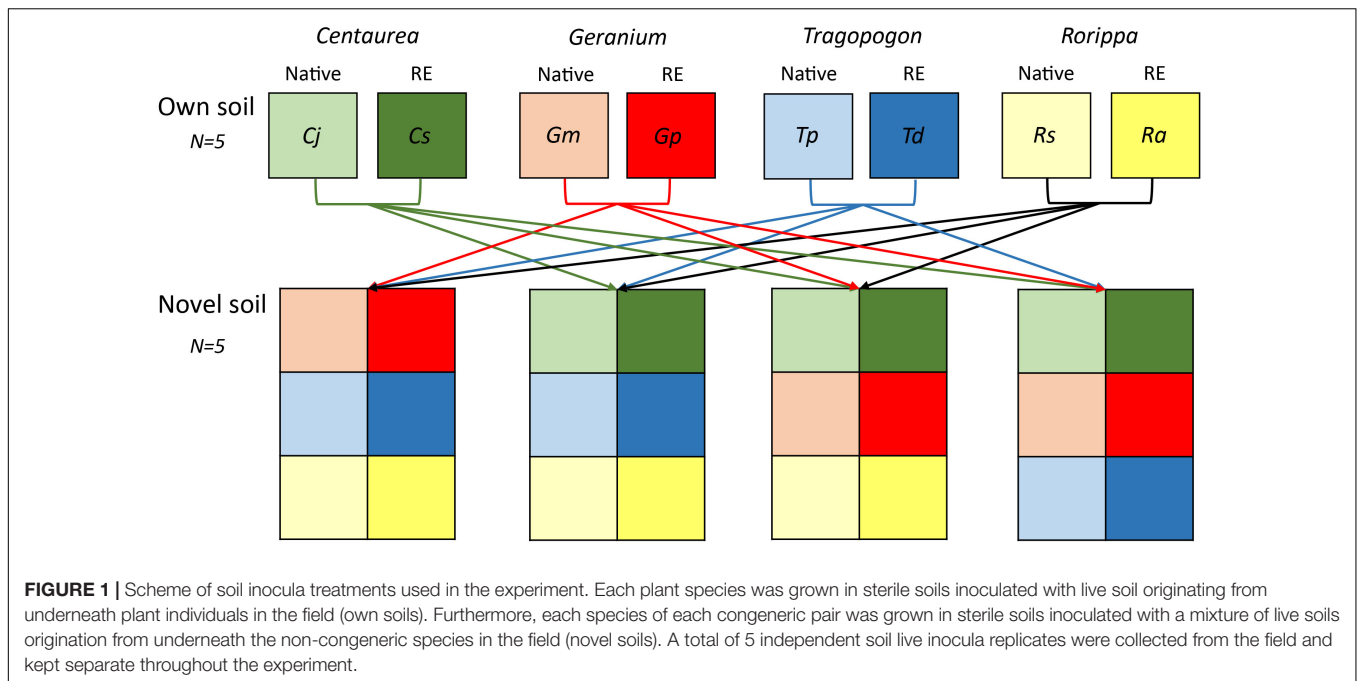 Centaurea Geranium Tragopogon Rorippa
Native RE Native RE Native RE Native RE
Own soil
N=5
Cj Cs Gm Gp Tp Td Rs Ra
Novel soil
N=5
FIGURE 1 | Scheme of soil inocula treatments used in the experiment. Each plant species was grown in sterile soils inoculated with live soil originating from
underneath plant individuals in the field (own soils). Furthermore, each species of each congeneric pair was grown in sterile soils inoculated with a mixture of live soils
origination from underneath the non-congeneric species in the field (novel soils). A total of 5 independent soil live inocula replicates were collected from the field and
kept separate throughout the experiment.